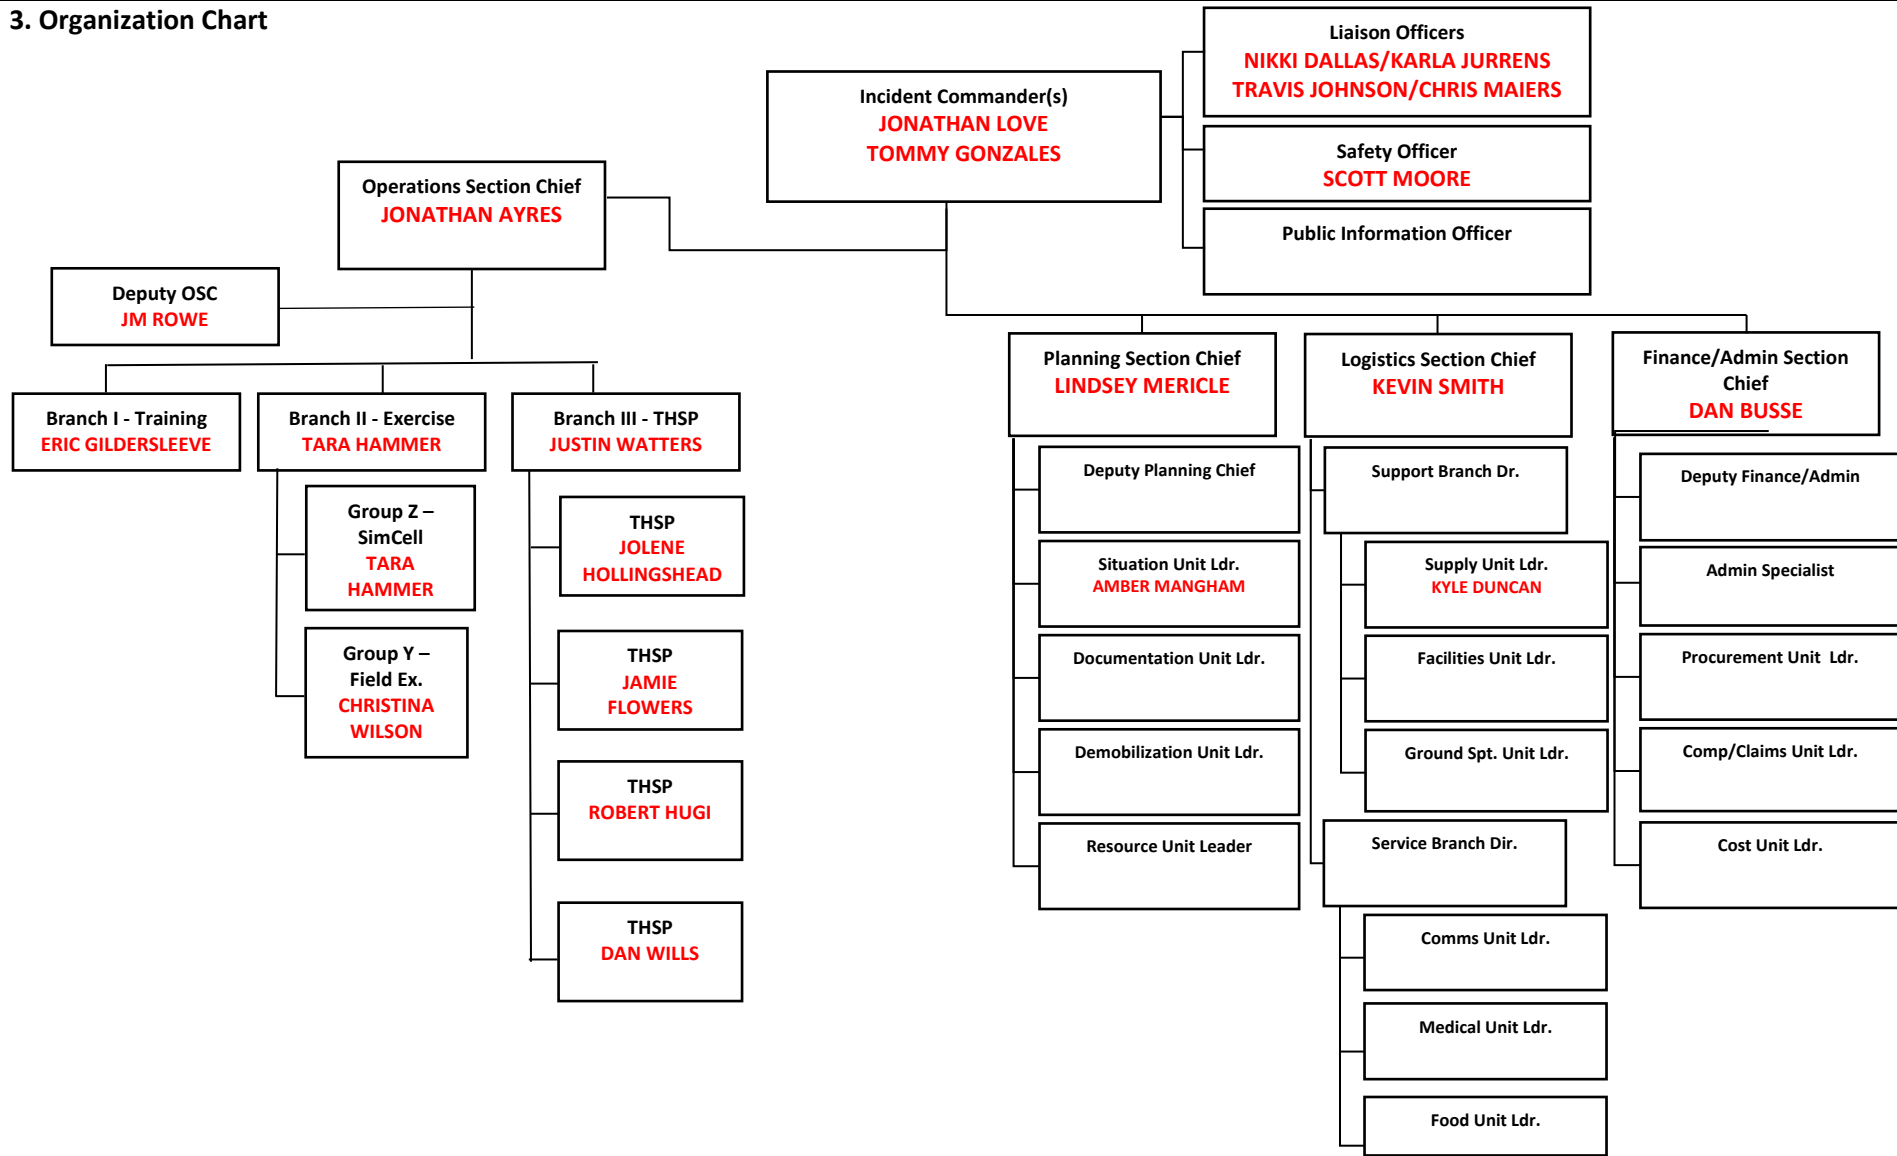 3. Organization Chart
Liaison Officers
NIKKI DALLAS/KARLA JURRENS
TRAVIS JOHNSON/CHRIS MAIERS
Incident Commander(s)
JONATHAN LOVE
TOMMY GONZALES
Safety Officer
SCOTT MOORE
Public Information Officer
Operations Section Chief
JONATHAN AYRES
Deputy OSC
JM ROWE
Branch I - Training
ERIC GILDERSLEEVE
Branch II - Exercise
TARA HAMMER
Branch III - THSP
JUSTIN WATTERS
Group Z –
SimCell
TARA
HAMMER
Group Y –
Field Ex.
CHRISTINA
WILSON
THSP
JOLENE
HOLLINGSHEAD
THSP
JAMIE
FLOWERS
THSP
ROBERT HUGI
THSP
DAN WILLS
Planning Section Chief
LINDSEY MERICLE
Deputy Planning Chief
Situation Unit Ldr.
AMBER MANGHAM
Documentation Unit Ldr.
Demobilization Unit Ldr.
Resource Unit Leader
Logistics Section Chief
KEVIN SMITH
Support Branch Dr.
Supply Unit Ldr.
KYLE DUNCAN
Facilities Unit Ldr.
Ground Spt. Unit Ldr.
Service Branch Dir.
Comms Unit Ldr.
Medical Unit Ldr.
Food Unit Ldr.
Finance/Admin Section
Chief
DAN BUSSE
Deputy Finance/Admin
Admin Specialist
Procurement Unit  Ldr.
Comp/Claims Unit Ldr.
Cost Unit Ldr.